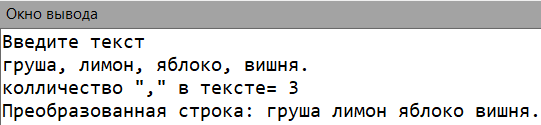 Окно вывода
Введите текст
груша, лимон, яблоко, вишня.
колличество "," в тексте= 3
Преобразованная строка: груша лимон яблоко вишня.